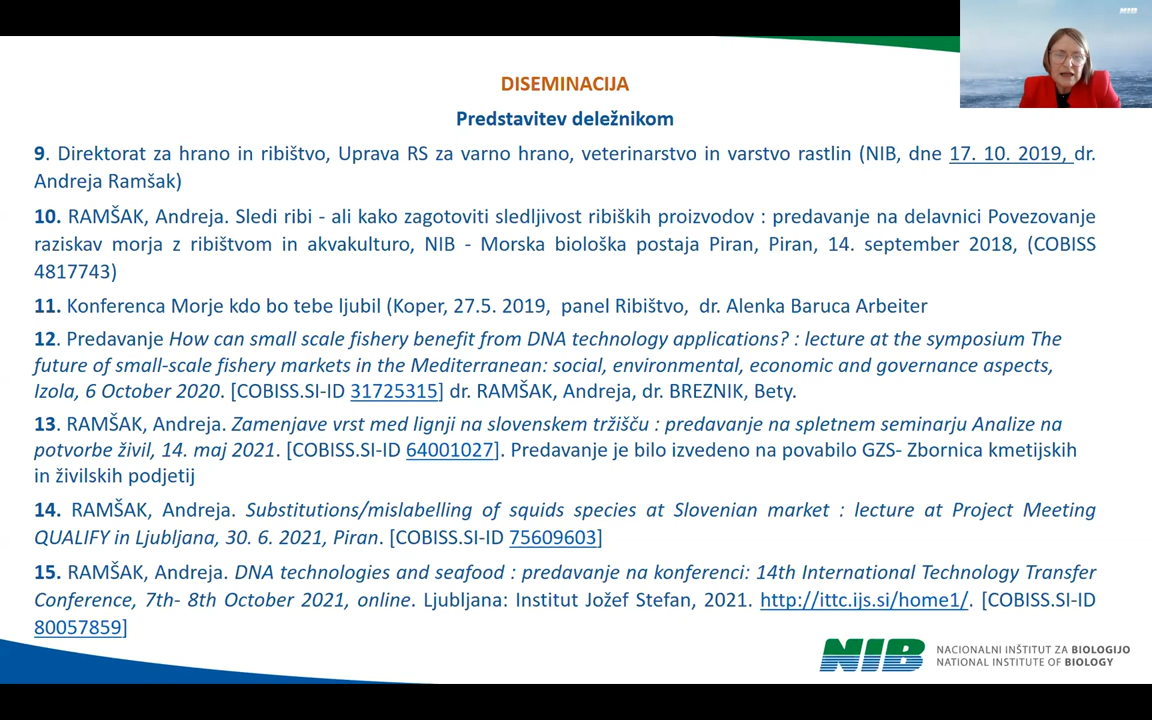 NIB
DISEMINACIJA
Predstavitev deležnikom
9. Direktorat za hrano in ribištvo, Uprava RS za varno hrano, veterinarstvo in varstvo rastlin (NIB, dne 17. 10. 2019, dr.
Andreja Ramšak)
10. RAMŠAK, Andreja. Sledi ribi - ali kako zagotoviti sledljivost ribiških proizvodov : predavanje na delavnici Povezovanje
raziskav morja z ribištvom in akvakulturo, NIB - Morska biološka postaja Piran, Piran, 14. september 2018, (COBISS
4817743)
11. Konferenca Morje kdo bo tebe ljubil (Koper, 27.5. 2019, panel Ribištvo, dr. Alenka Baruca Arbeiter
12. Predavanje How can small scale fishery benefit from DNA technology applications? : lecture at the symposium The
future of small-scale fishery markets in the Mediterranean: social, environmental, economic and governance aspects,
Izola, 6 October 2020. [COBISS.SI-ID 31725315] dr. RAMŠAK, Andreja, dr. BREZNIK, Bety.
13. RAMŠAK, Andreja. Zamenjave vrst med lignji na slovenskem tržišču : predavanje na spletnem seminarju Analize na
potvorbe živil, 14. maj 2021. [COBISS.SI-ID 64001027]. Predavanje je bilo izvedeno na povabilo GZS- Zbornica kmetijskih
in živilskih podjetij
14. RAMŠAK, Andreja. Substitutions/mislabelling of squids species at Slovenian market : lecture at Project Meeting
QUALIFY in Ljubljana, 30. 6. 2021, Piran. [COBISS.SI-ID 75609603]
15. RAMŠAK, Andreja. DNA technologies and seafood : predavanje na konferenci: 14th International Technology Transfer
Conference, 7th- 8th October 2021, online. Ljubljana: Institut Jožef Stefan, 2021. http://ittc.ijs.si/home1/. [COBISS.SI-ID
80057859]
NIB NACIONALNI INŠTITUT ZA BIOLOGIJO
NATIONAL INSTITUTE OF BIOLOGY